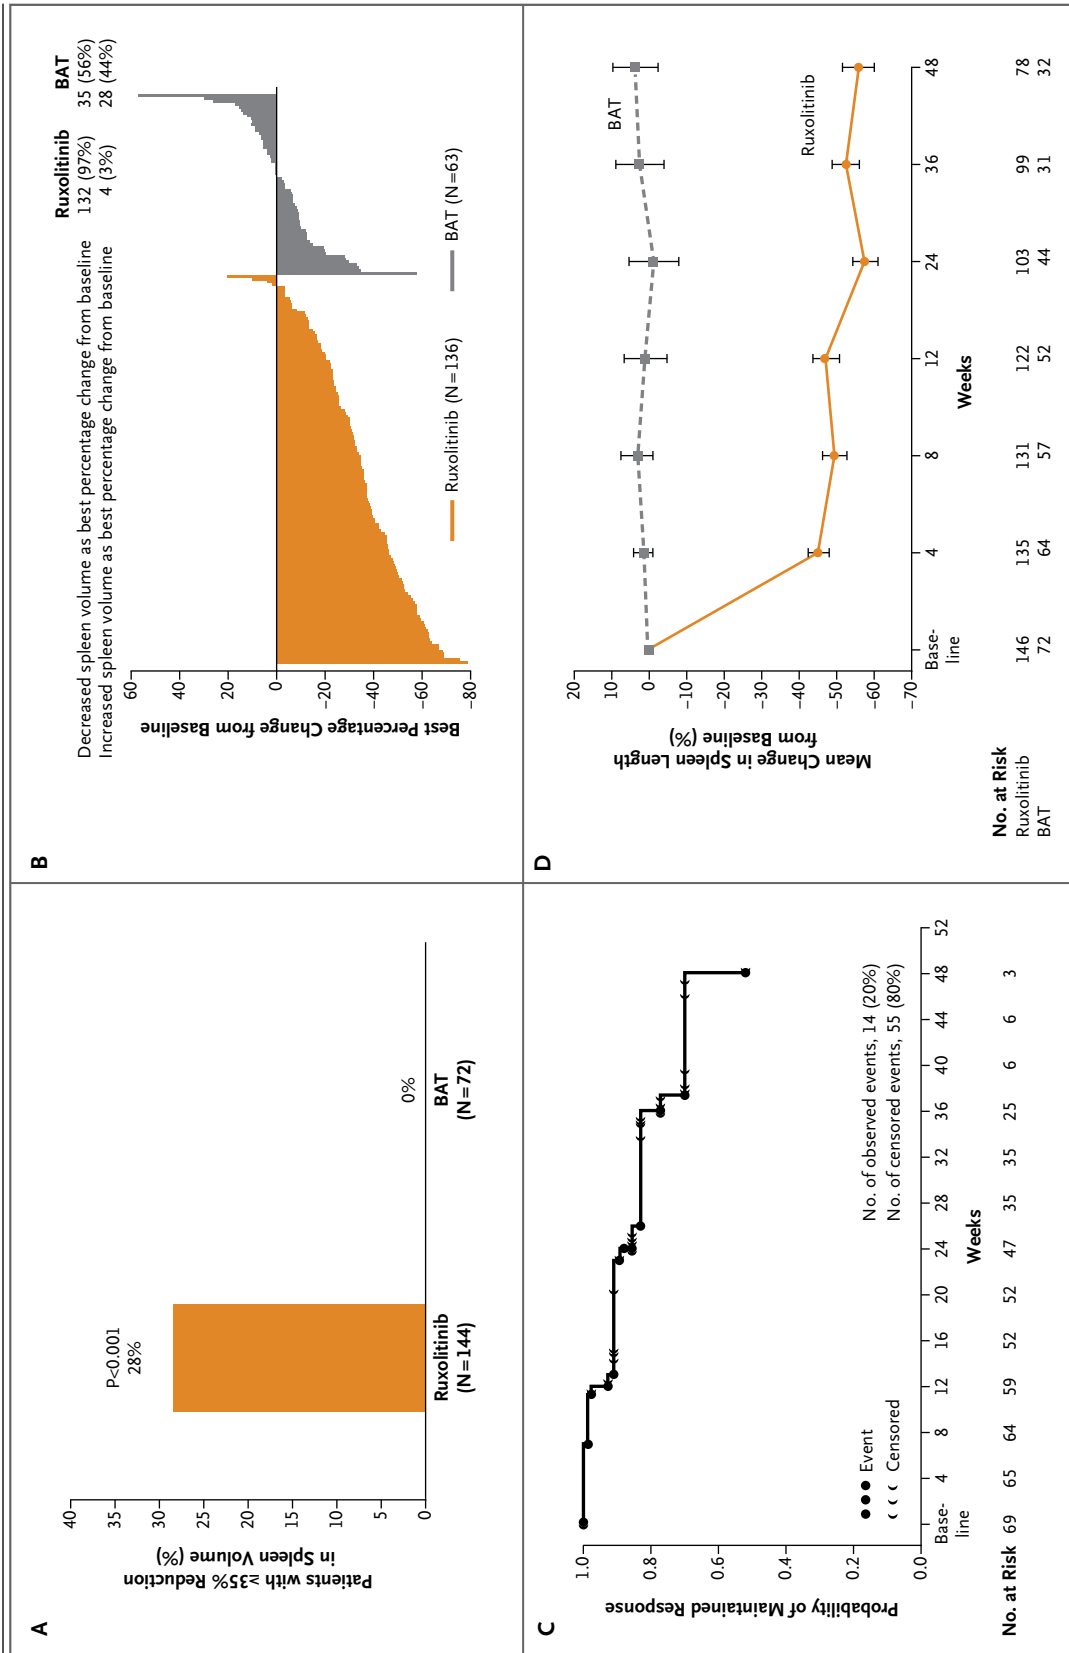 A
Patients with ≥35% Reduction
in Spleen Volume (%)
40
35
30
25
20
15
10
5
0
P<0.001
28%
0%
Ruxolitinib
(N=144)
BAT
(N=72)
B
Ruxolitinib BAT
Decreased spleen volume as best percentage change from baseline 132 (97%) 35 (56%)
Increased spleen volume as best percentage change from baseline 4 (3%) 28 (44%)
Best Percentage Change from Baseline
60
40
20
0
-20
-40
-60
-80
Ruxolitinib (N=136)
BAT (N=63)
C
Probability of Maintained Response
1.0
0.8
0.6
0.4
0.2
0.0
Event
Censored
No. of observed events, 14 (20%)
No. of censored events, 55 (80%)
Base-
line
4 8 12 16 20 24 28 32 36 40 44 48 52
Weeks
No. at Risk 69 65 64 59 52 52 47 35 35 25 6 6 3
D
Mean Change in Spleen Length
from Baseline (%)
20
10
0
-10
-20
-30
-40
-50
-60
-70
BAT
Ruxolitinib
Base-
line
4 8 12 24 36 48
Weeks
No. at Risk
Ruxolitinib 146 135 131 122 103 99 78
BAT 72 64 57 52 44 31 32